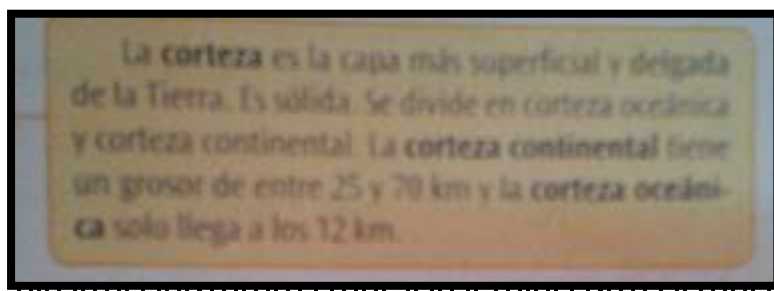 La corteza es la capa más superficial y delgada
de la Tierra. Es sólida. Se divide en corteza oceánica
y corteza continental. La corteza continental tiene
un grosor de entre 25 y 70 km y la corteza oceáni-
ca solo llega a los 12 km.